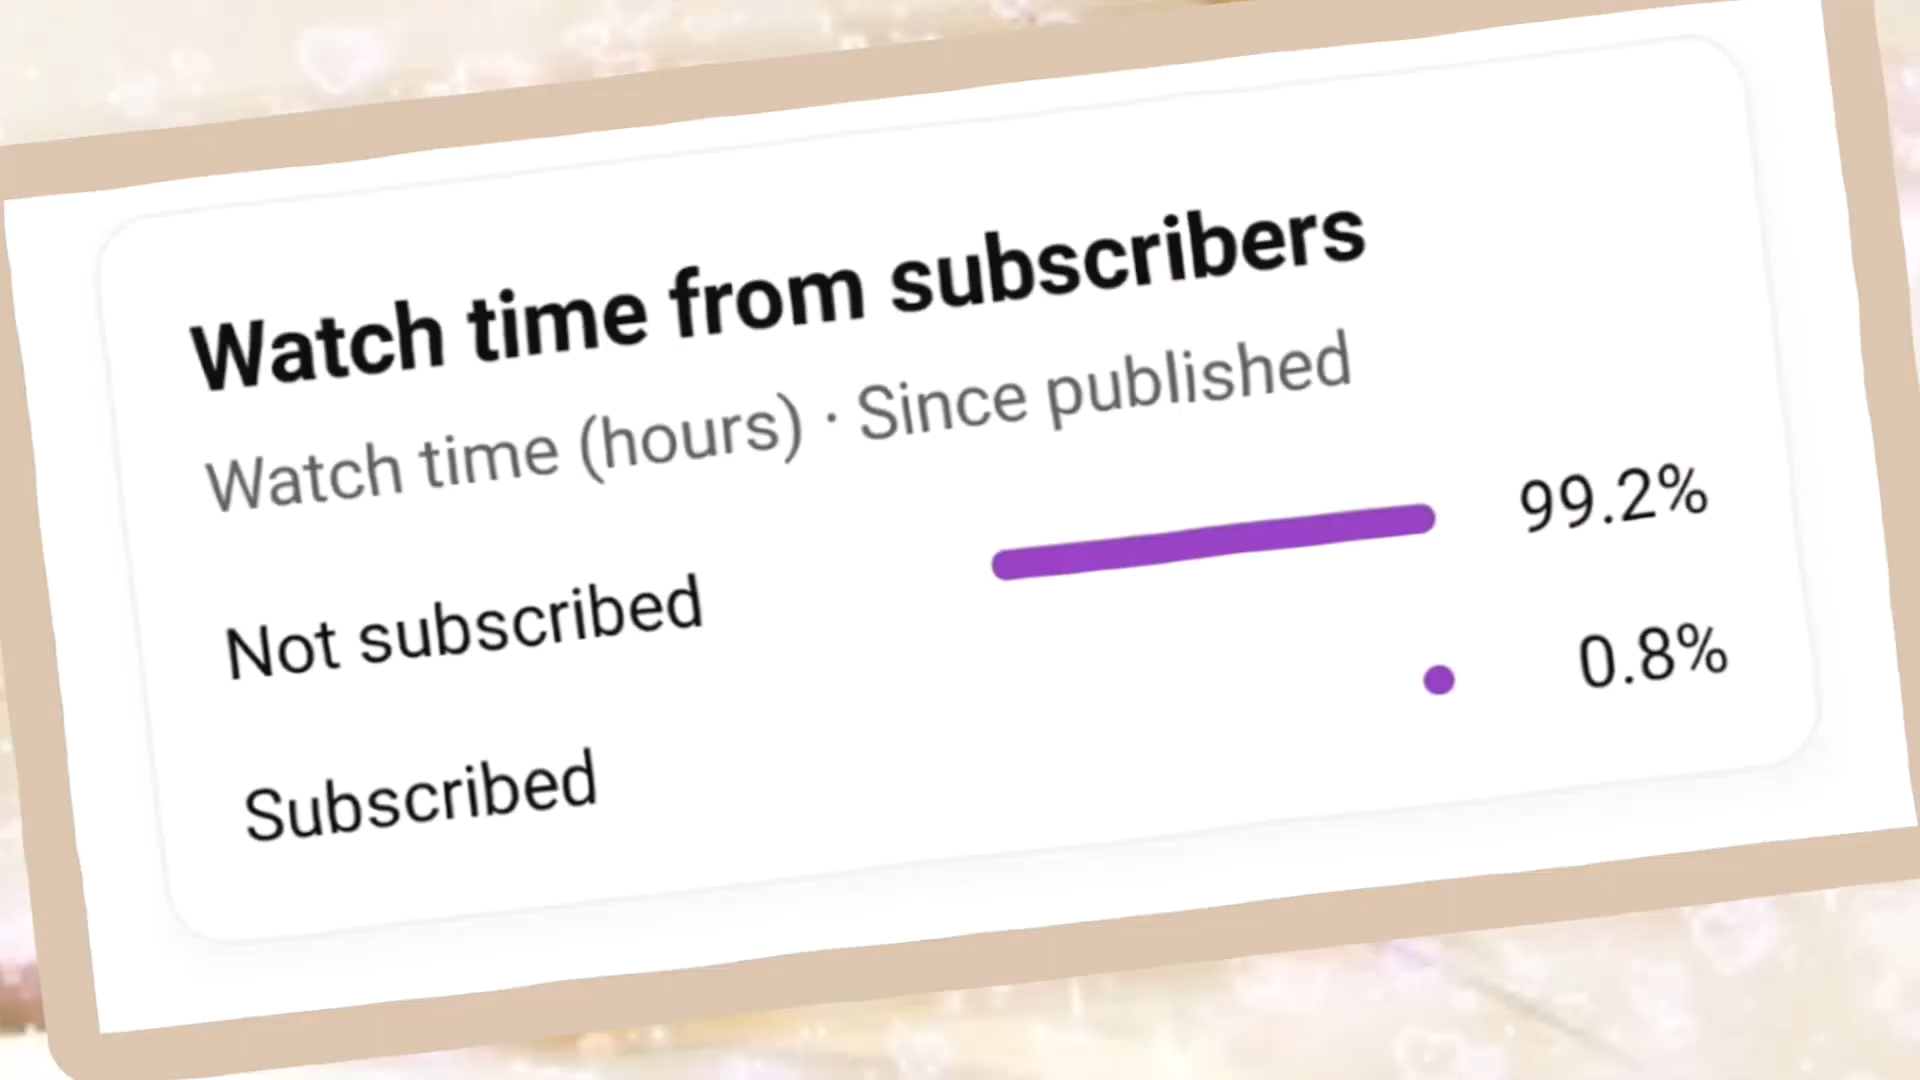 Watch time from subscribers
Watch time (hours) · Since published
Not subscribed 99.2%
Subscribed 0.8%